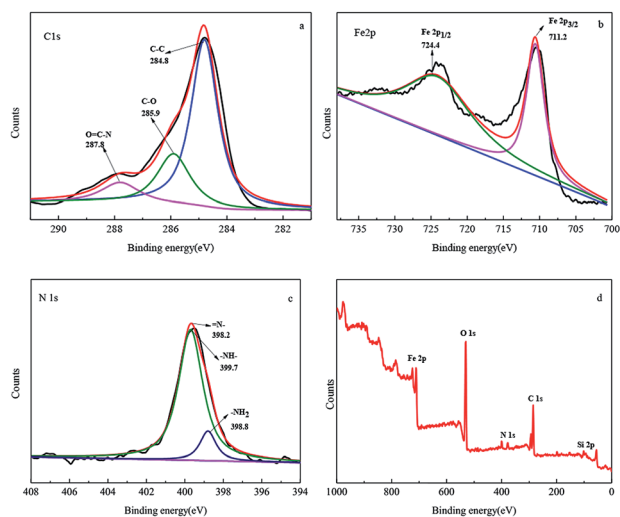 C1s
a
C-C
284.8
C-O
285.9
O=C-N
287.8
Counts
290
288
286
284
282
Binding energy(eV)
Fe2p
b
Fe 2p1/2
724.4
Fe 2p3/2
711.2
Counts
735
730
725
720
715
710
705
700
Binding energy(eV)
N 1s
c
=N-
398.2
-NH-
399.7
-NH2
398.8
Counts
408
406
404
402
400
398
396
394
Binding energy(eV)
d
O 1s
Fe 2p
C 1s
N 1s
Si 2p
Counts
1000
800
600
400
200
0
Binding energy(eV)